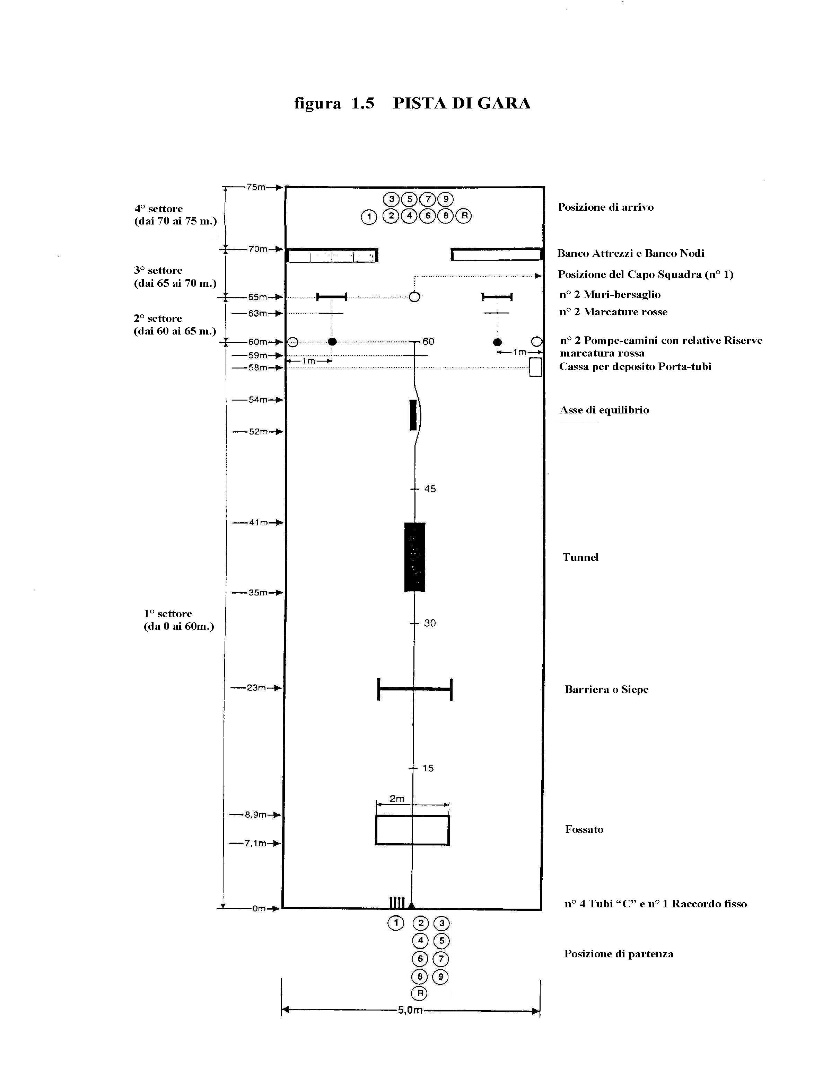 figura 1.5 PISTA DI GARA
75m
3 5 7 9
4° settore
(dai 70 ai 75 m.)
Posizione di arrivo
1 2 4 6 8 R
70m
Banco Attrezzi e Banco Nodi
3° settore
(dai 65 ai 70 m.)
Posizione del Capo Squadra (n° 1)
65m
n° 2 Muri-bersaglio
63m
n° 2 Marcature rosse
2° settore
(dai 60 ai 65 m.)
60m
60
n° 2 Pompe-camini con relative Riserve
59m
1m
marcatura rossa
1m
58m
Cassa per deposito Porta-tubi
54m
Asse di equilibrio
52m
45
41m
Tunnel
35m
1° settore
(da 0 ai 60m.)
30
23m
Barriera o Siepe
15
2m
8,9m
Fossato
7,1m
0m
n° 4 Tubi “C” e n° 1 Raccordo fisso
1 2 3
4 5
Posizione di partenza
6 7
8 9
R
5,0m